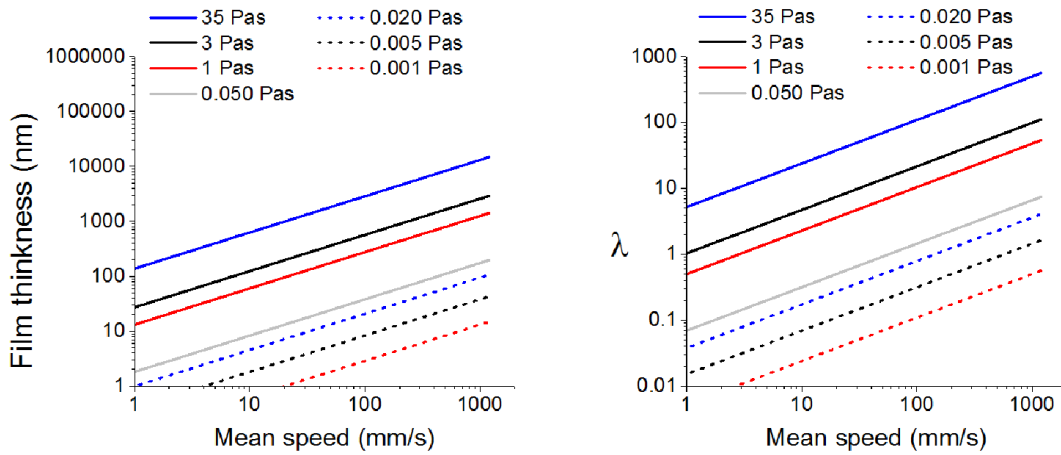 35 Pas 0.020 Pas
3 Pas 0.005 Pas
1 Pas 0.001 Pas
0.050 Pas
1000000
100000
10000
1000
100
10
1
Film thinkness (nm)
1 10 100 1000
Mean speed (mm/s)
35 Pas 0.020 Pas
3 Pas 0.005 Pas
1 Pas 0.001 Pas
0.050 Pas
1000
100
10
1
0.1
0.01
λ
1 10 100 1000
Mean speed (mm/s)